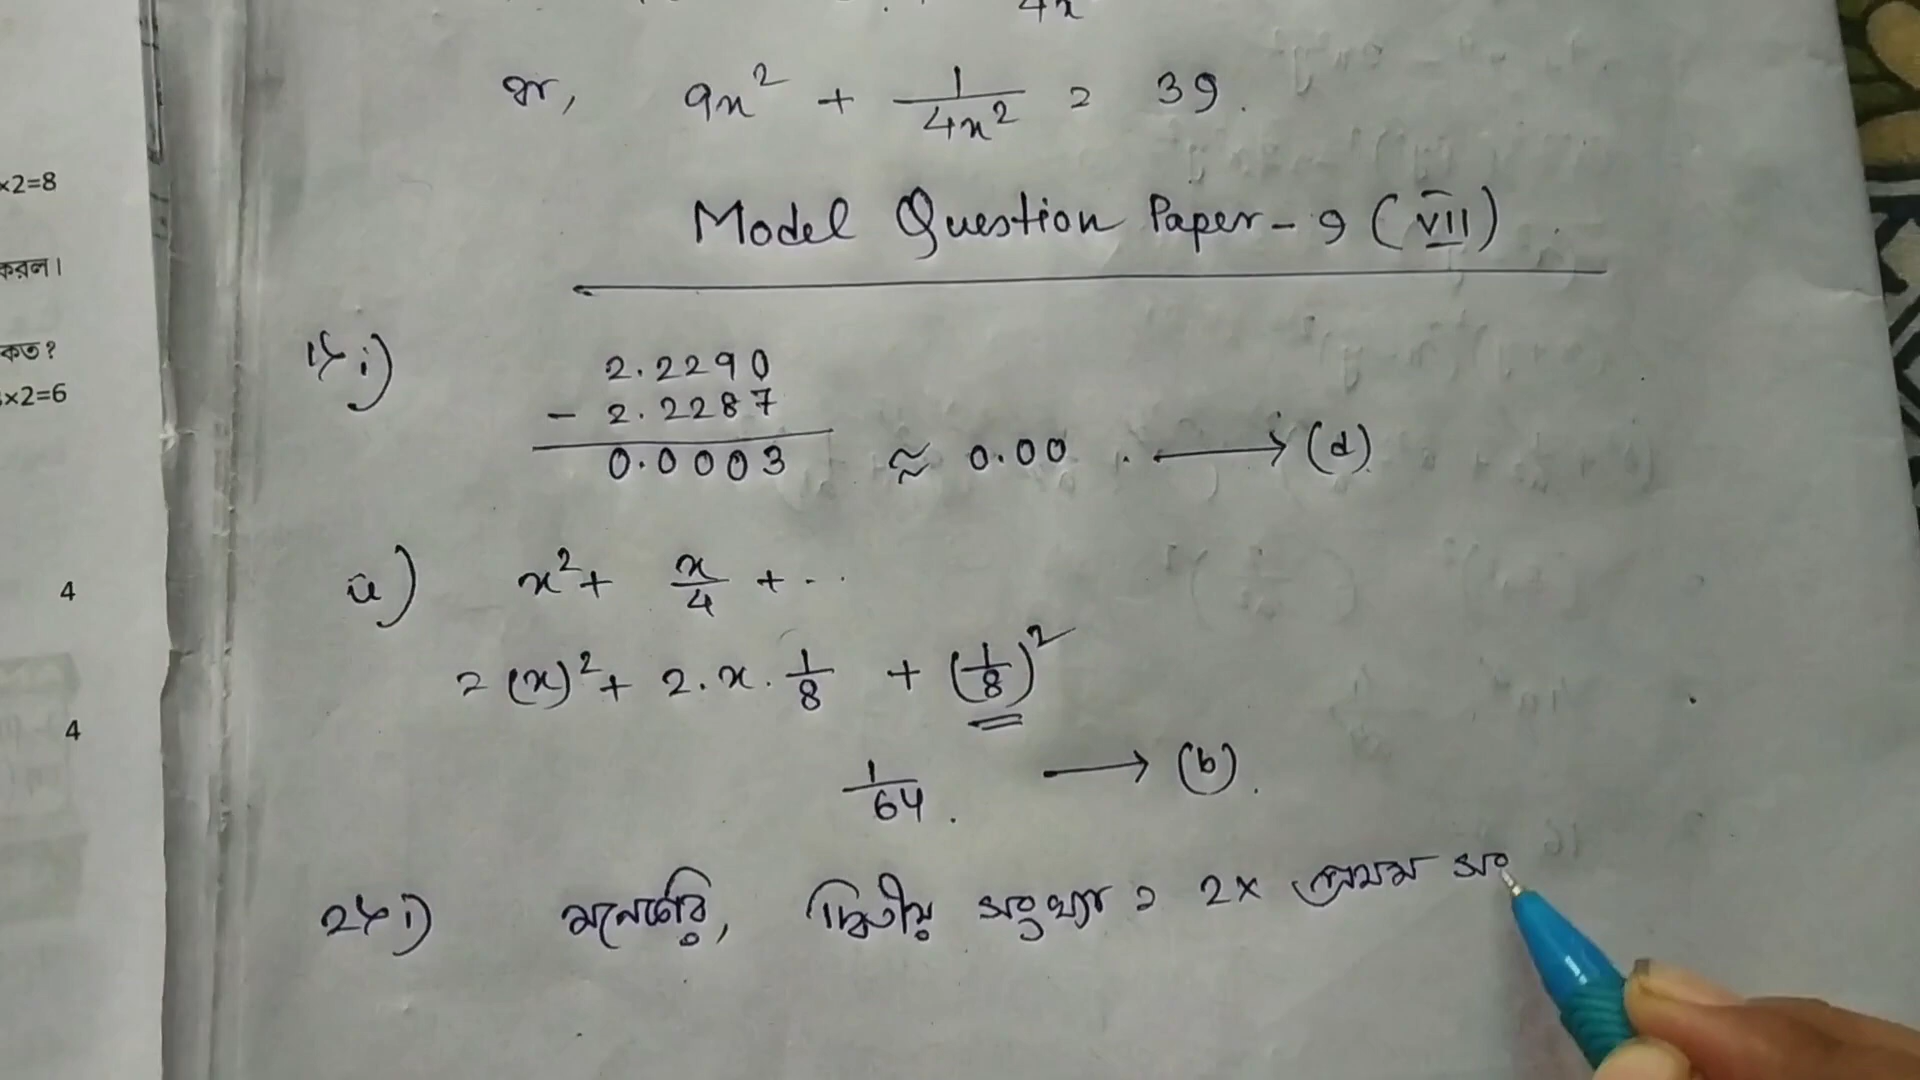 4x
বা, 9x² + 1/4x² = 39.
Model Question Paper - 9 (VII)
×2=8
করল।
কত?
×2=6
4
4
1) i) 2.2290
- 2.2287
0.0003 ≈ 0.00 . ⟶ (d)
ii) x² + x/4 + ..
= (x)² + 2.x.1/8 + (1/8)²
1/64. ⟶ (b).
2) i) মনেকরি, দ্বিতীয় সংখ্যা = 2× প্রথম সং